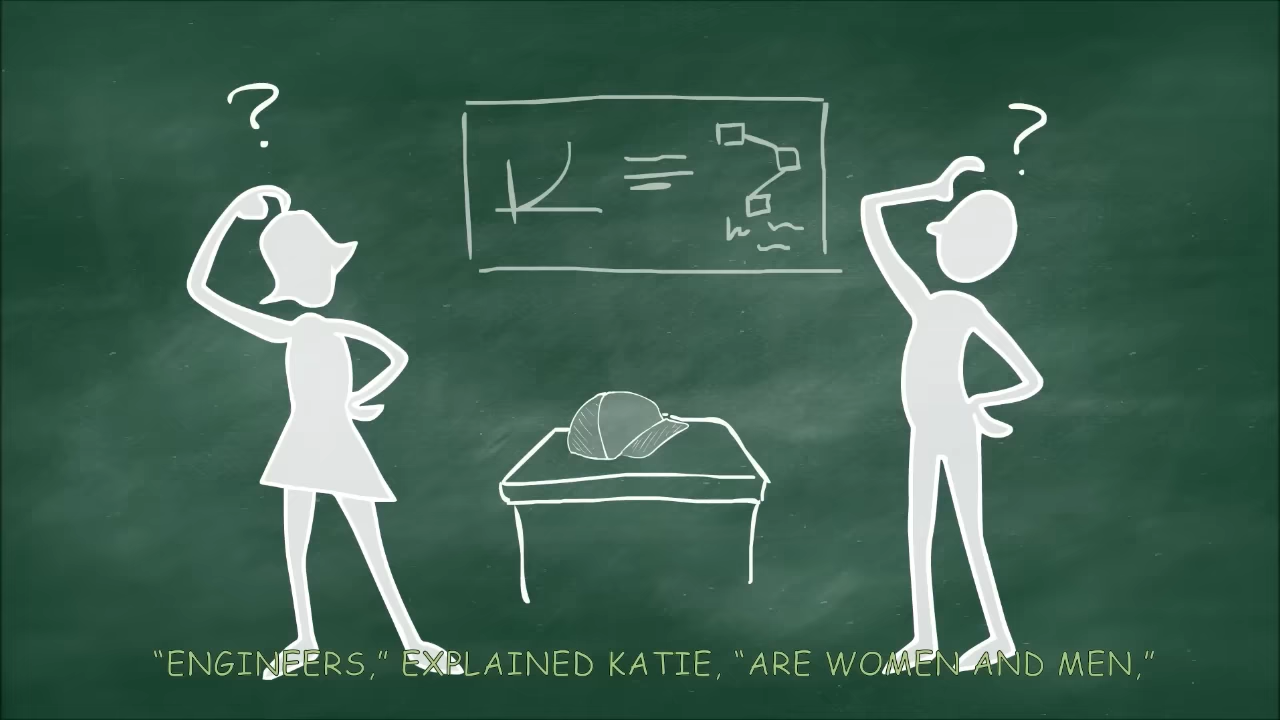 ?
?
“ENGINEERS,” EXPLAINED KATIE, “ARE WOMEN AND MEN,”